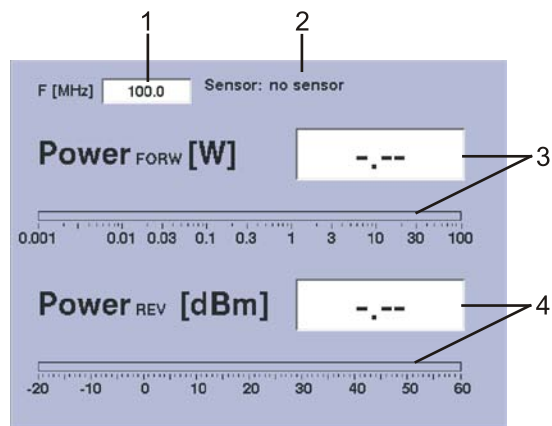 1
2
F [MHz] 100.0 Sensor: no sensor
Power FORW [W] -.--
3
0.001 0.01 0.03 0.1 0.3 1 3 10 30 100
Power REV [dBm] -.--
4
-20 -10 0 10 20 30 40 50 60